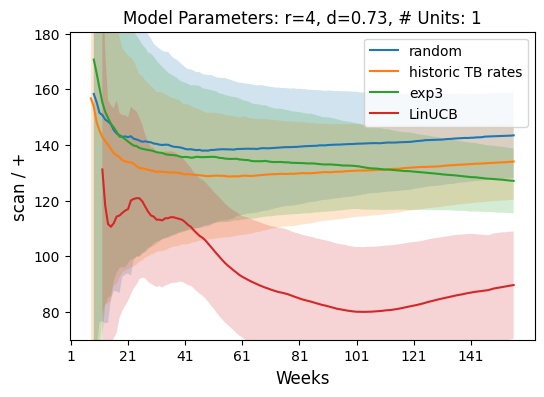 Model Parameters: r=4, d=0.73, # Units: 1
random
historic TB rates
exp3
LinUCB
scan / +
180
160
140
120
100
80
1 21 41 61 81 101 121 141
Weeks